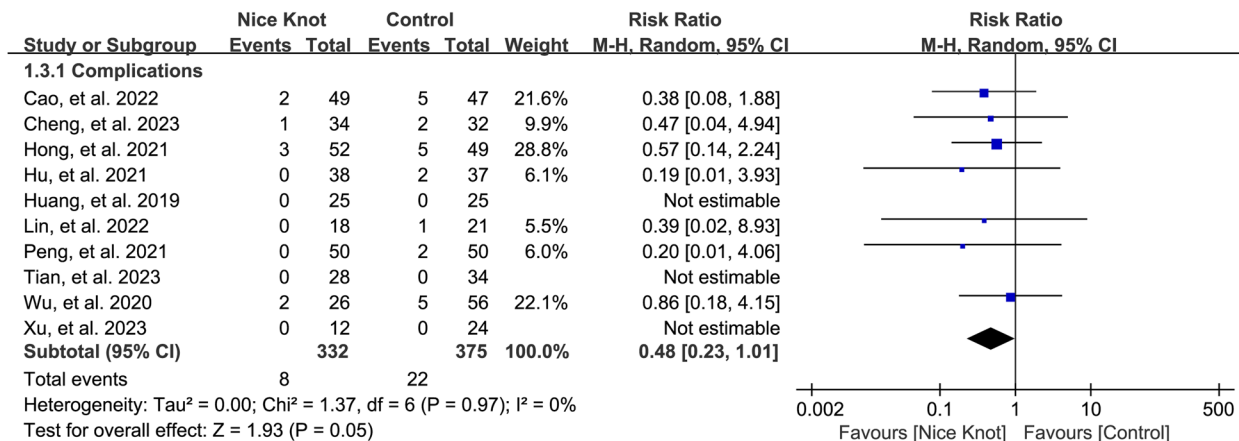 Nice Knot Control Risk Ratio Risk Ratio
Study or Subgroup Events Total Events Total Weight M-H, Random, 95% CI M-H, Random, 95% CI
1.3.1 Complications
Cao, et al. 2022 2 49 5 47 21.6% 0.38 [0.08, 1.88]
Cheng, et al. 2023 1 34 2 32 9.9% 0.47 [0.04, 4.94]
Hong, et al. 2021 3 52 5 49 28.8% 0.57 [0.14, 2.24]
Hu, et al. 2021 0 38 2 37 6.1% 0.19 [0.01, 3.93]
Huang, et al. 2019 0 25 0 25 Not estimable
Lin, et al. 2022 0 18 1 21 5.5% 0.39 [0.02, 8.93]
Peng, et al. 2021 0 50 2 50 6.0% 0.20 [0.01, 4.06]
Tian, et al. 2023 0 28 0 34 Not estimable
Wu, et al. 2020 2 26 5 56 22.1% 0.86 [0.18, 4.15]
Xu, et al. 2023 0 12 0 24 Not estimable
Subtotal (95% CI) 332 375 100.0% 0.48 [0.23, 1.01]
Total events 8 22
Heterogeneity: Tau² = 0.00; Chi² = 1.37, df = 6 (P = 0.97); I² = 0%
Test for overall effect: Z = 1.93 (P = 0.05)
0.002 0.1 1 10 500
Favours [Nice Knot] Favours [Control]